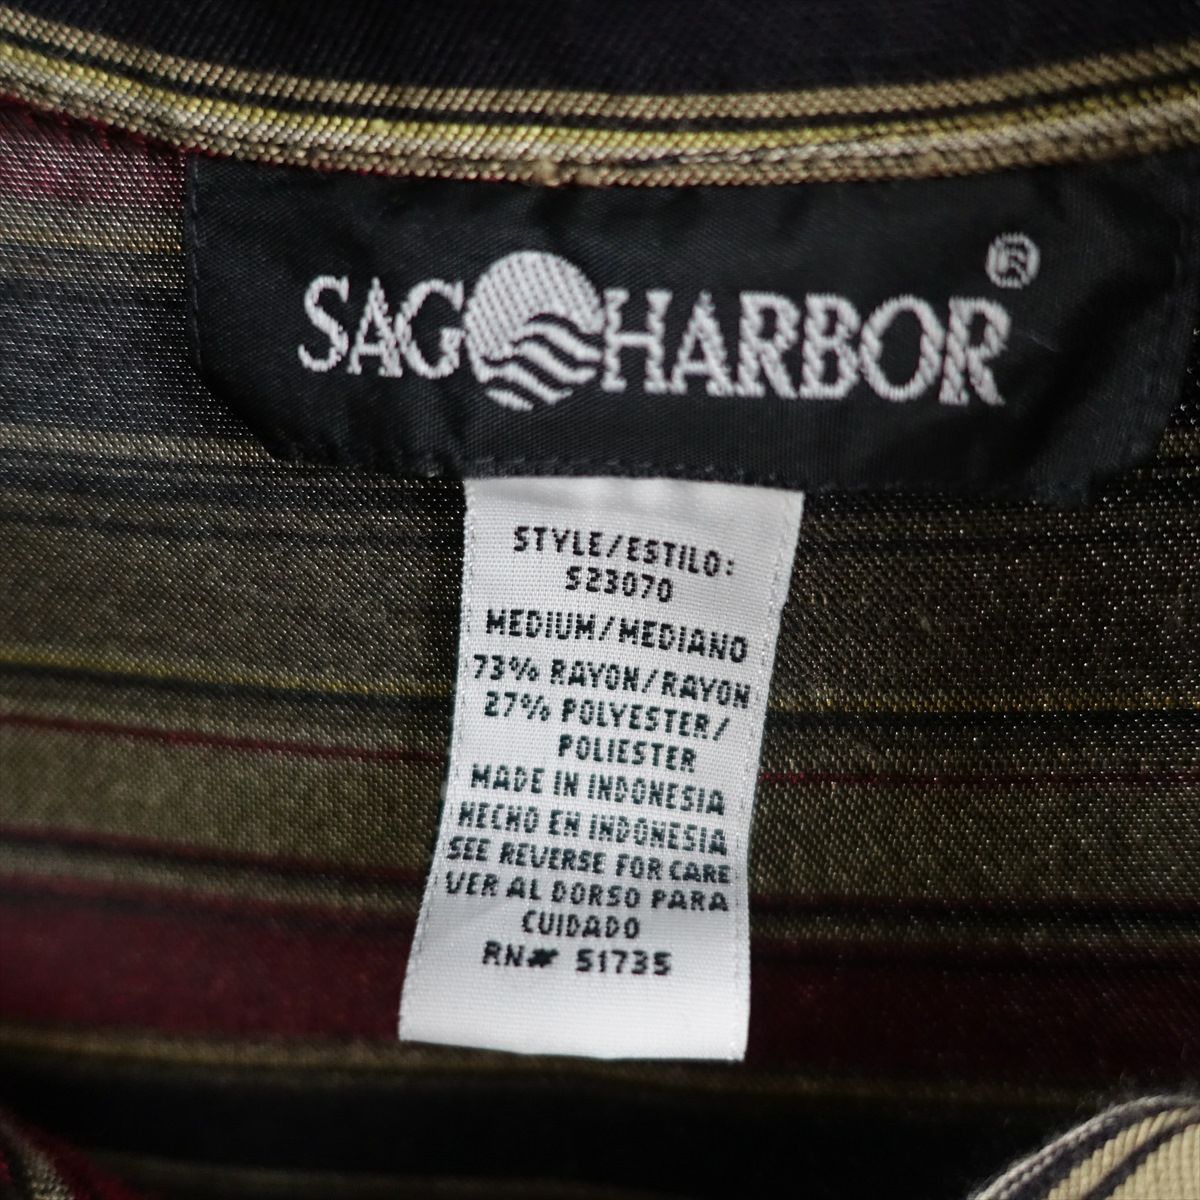 SAG HARBOR®
STYLE/ESTILO:
S23070
MEDIUM/MEDIANO
73% RAYON/RAYON
27% POLYESTER/
POLIESTER
MADE IN INDONESIA
HECHO EN INDONESIA
SEE REVERSE FOR CARE
VER AL DORSO PARA
CUIDADO
RN# 51735